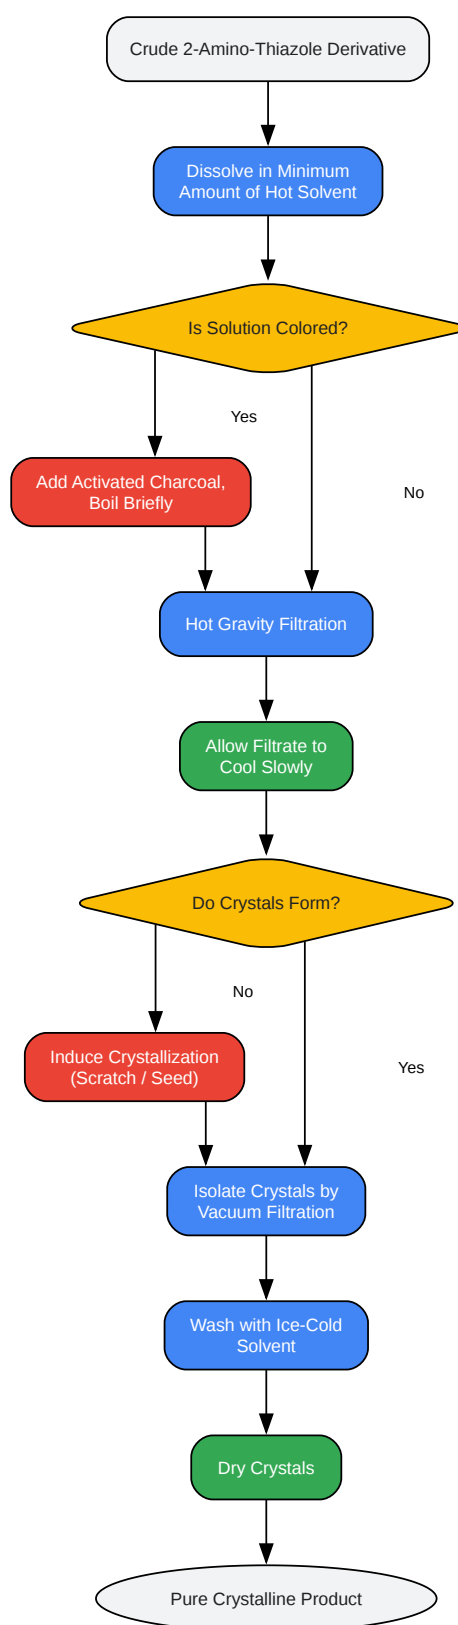 Crude 2-Amino-Thiazole Derivative
Dissolve in Minimum
Amount of Hot Solvent
Is Solution Colored?
Yes
Add Activated Charcoal,
Boil Briefly
No
Hot Gravity Filtration
Allow Filtrate to
Cool Slowly
Do Crystals Form?
No
Induce Crystallization
(Scratch / Seed)
Yes
Isolate Crystals by
Vacuum Filtration
Wash with Ice-Cold
Solvent
Dry Crystals
Pure Crystalline Product